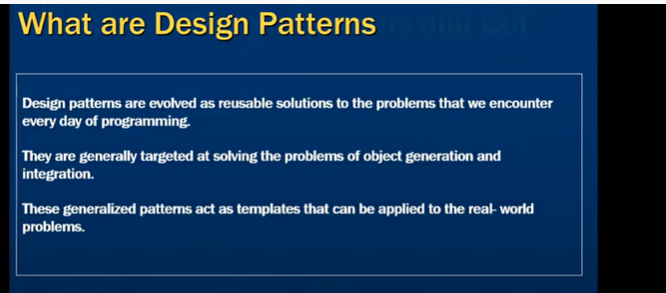 What are Design Patterns
Design patterns are evolved as reusable solutions to the problems that we encounter
every day of programming.
They are generally targeted at solving the problems of object generation and
integration.
These generalized patterns act as templates that can be applied to the real- world
problems.